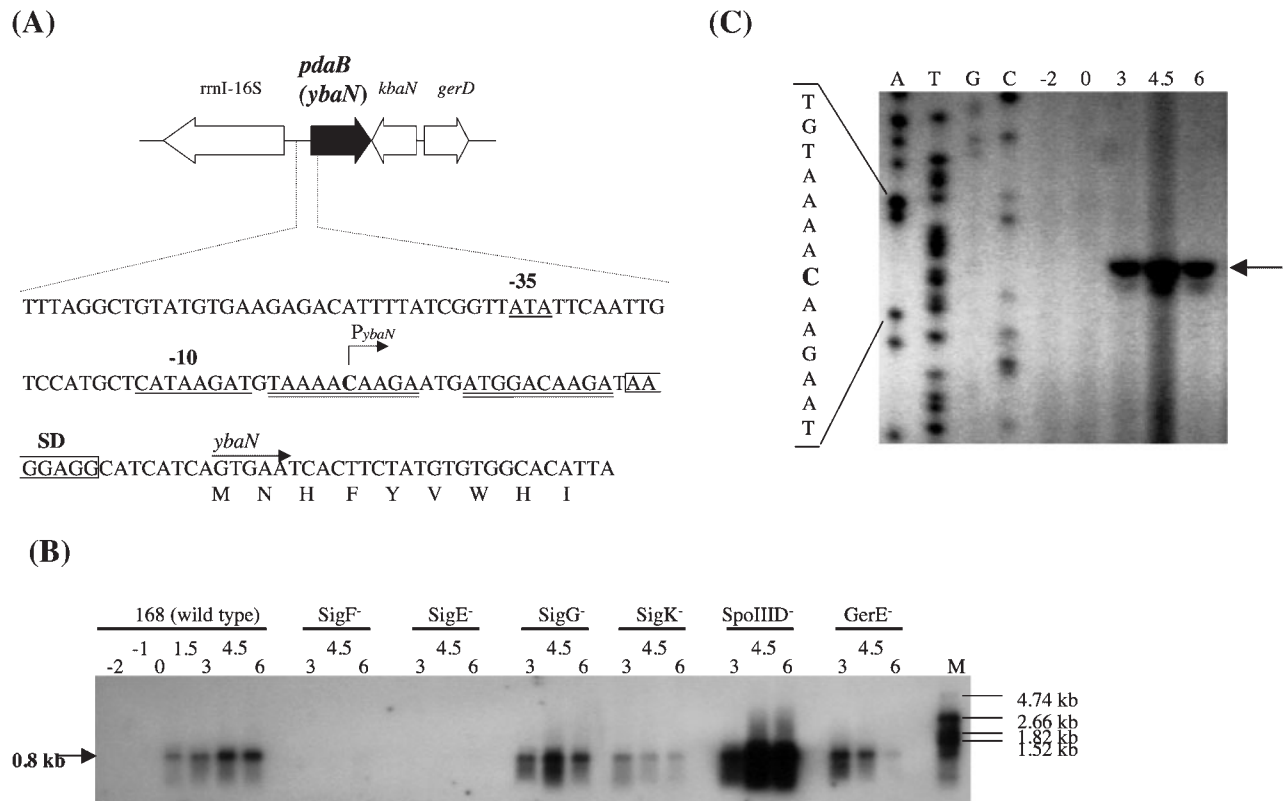 (A)
rrnI-16S
pdaB
(ybaN)
kbaN
gerD
-35
TTTAGGCTGTATGTGAAGAGACATTTTATCGGTTATATTCAATTG
PybaN
-10
TCCATGCTCATAAGATGTAAAACAAGAATGATGGACAAGATAA
SD
ybaN
GGAGGCATCATCAGTGAATCACTTCTATGTGTGGCACATTA
M N H F Y V W H I
(C)
A T G C -2 0 3 4.5 6
T
G
T
A
A
A
A
C
A
A
G
A
A
T
(B)
168 (wild type) SigF- SigE- SigG- SigK- SpoIIID- GerE-
-1 1.5 4.5 4.5 4.5 4.5 4.5 4.5 4.5
-2 0 3 6 3 6 3 6 3 6 3 6 3 6 3 6 M
4.74 kb
2.66 kb
1.82 kb
1.52 kb
0.8 kb